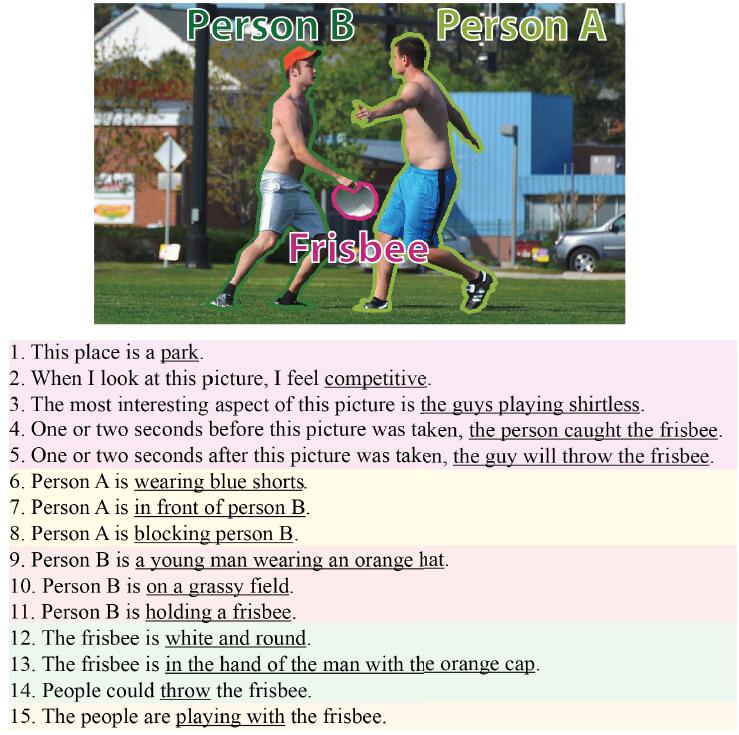 Person B Person A
Frisbee
1. This place is a park.
2. When I look at this picture, I feel competitive.
3. The most interesting aspect of this picture is the guys playing shirtless.
4. One or two seconds before this picture was taken, the person caught the frisbee.
5. One or two seconds after this picture was taken, the guy will throw the frisbee.
6. Person A is wearing blue shorts.
7. Person A is in front of person B.
8. Person A is blocking person B.
9. Person B is a young man wearing an orange hat.
10. Person B is on a grassy field.
11. Person B is holding a frisbee.
12. The frisbee is white and round.
13. The frisbee is in the hand of the man with the orange cap.
14. People could throw the frisbee.
15. The people are playing with the frisbee.